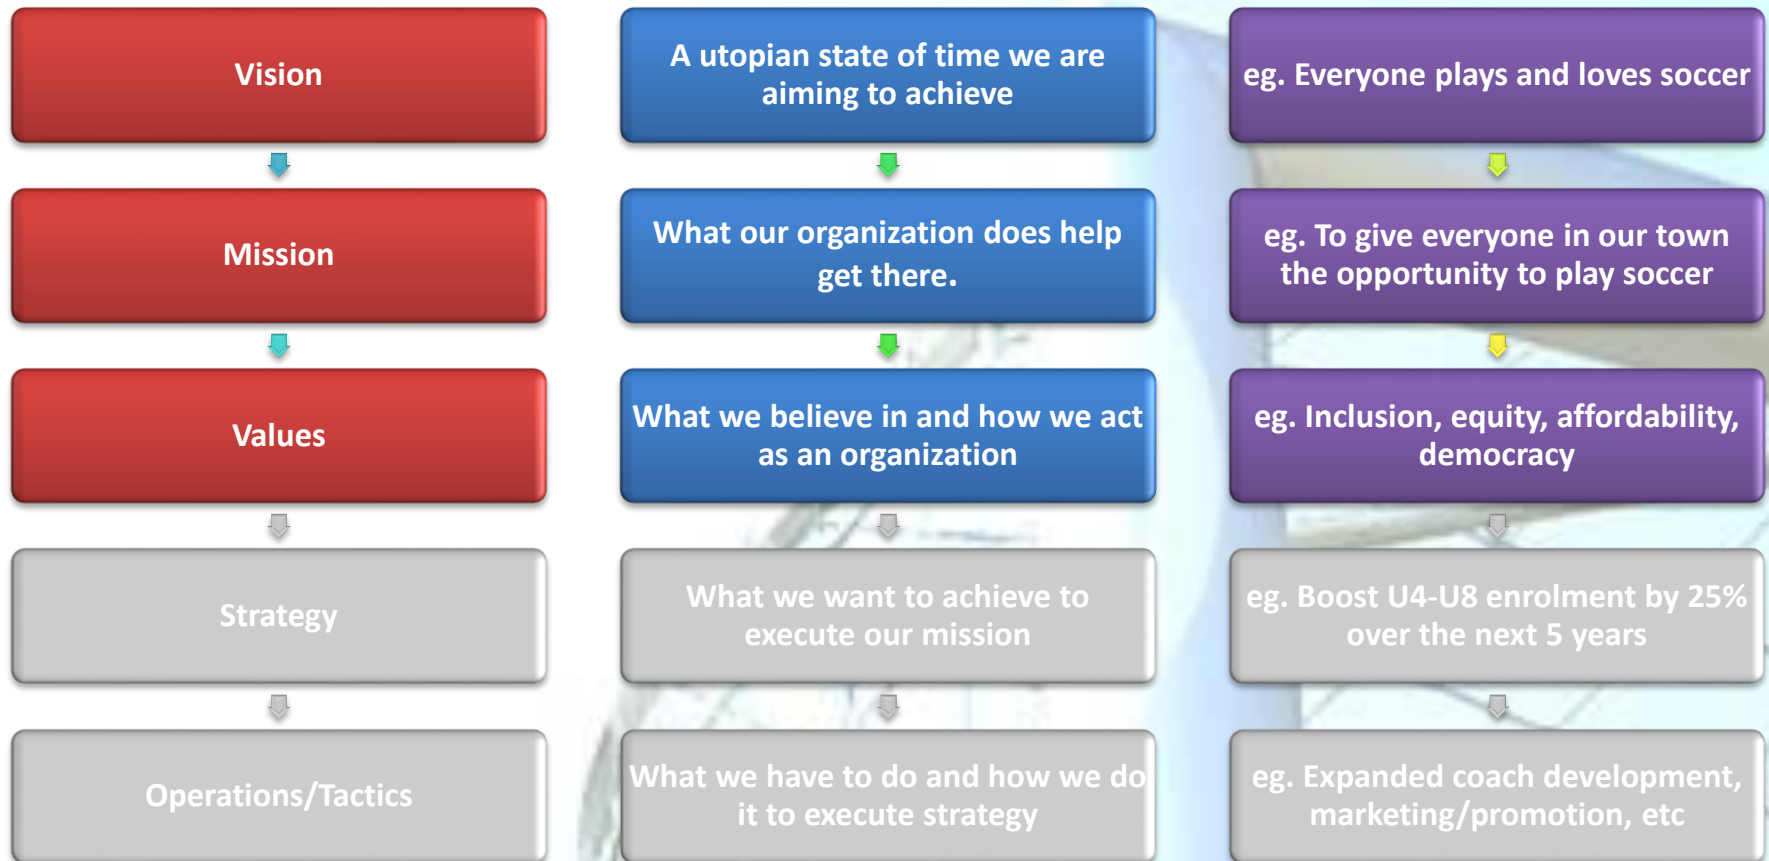 Vision
A utopian state of time we are
aiming to achieve
eg. Everyone plays and loves soccer
Mission
What our organization does help
get there.
eg. To give everyone in our town
the opportunity to play soccer
Values
What we believe in and how we act
as an organization
eg. Inclusion, equity, affordability,
democracy
Strategy
What we want to achieve to
execute our mission
eg. Boost U4-U8 enrolment by 25%
over the next 5 years
Operations/Tactics
What we have to do and how we do
it to execute strategy
eg. Expanded coach development,
marketing/promotion, etc